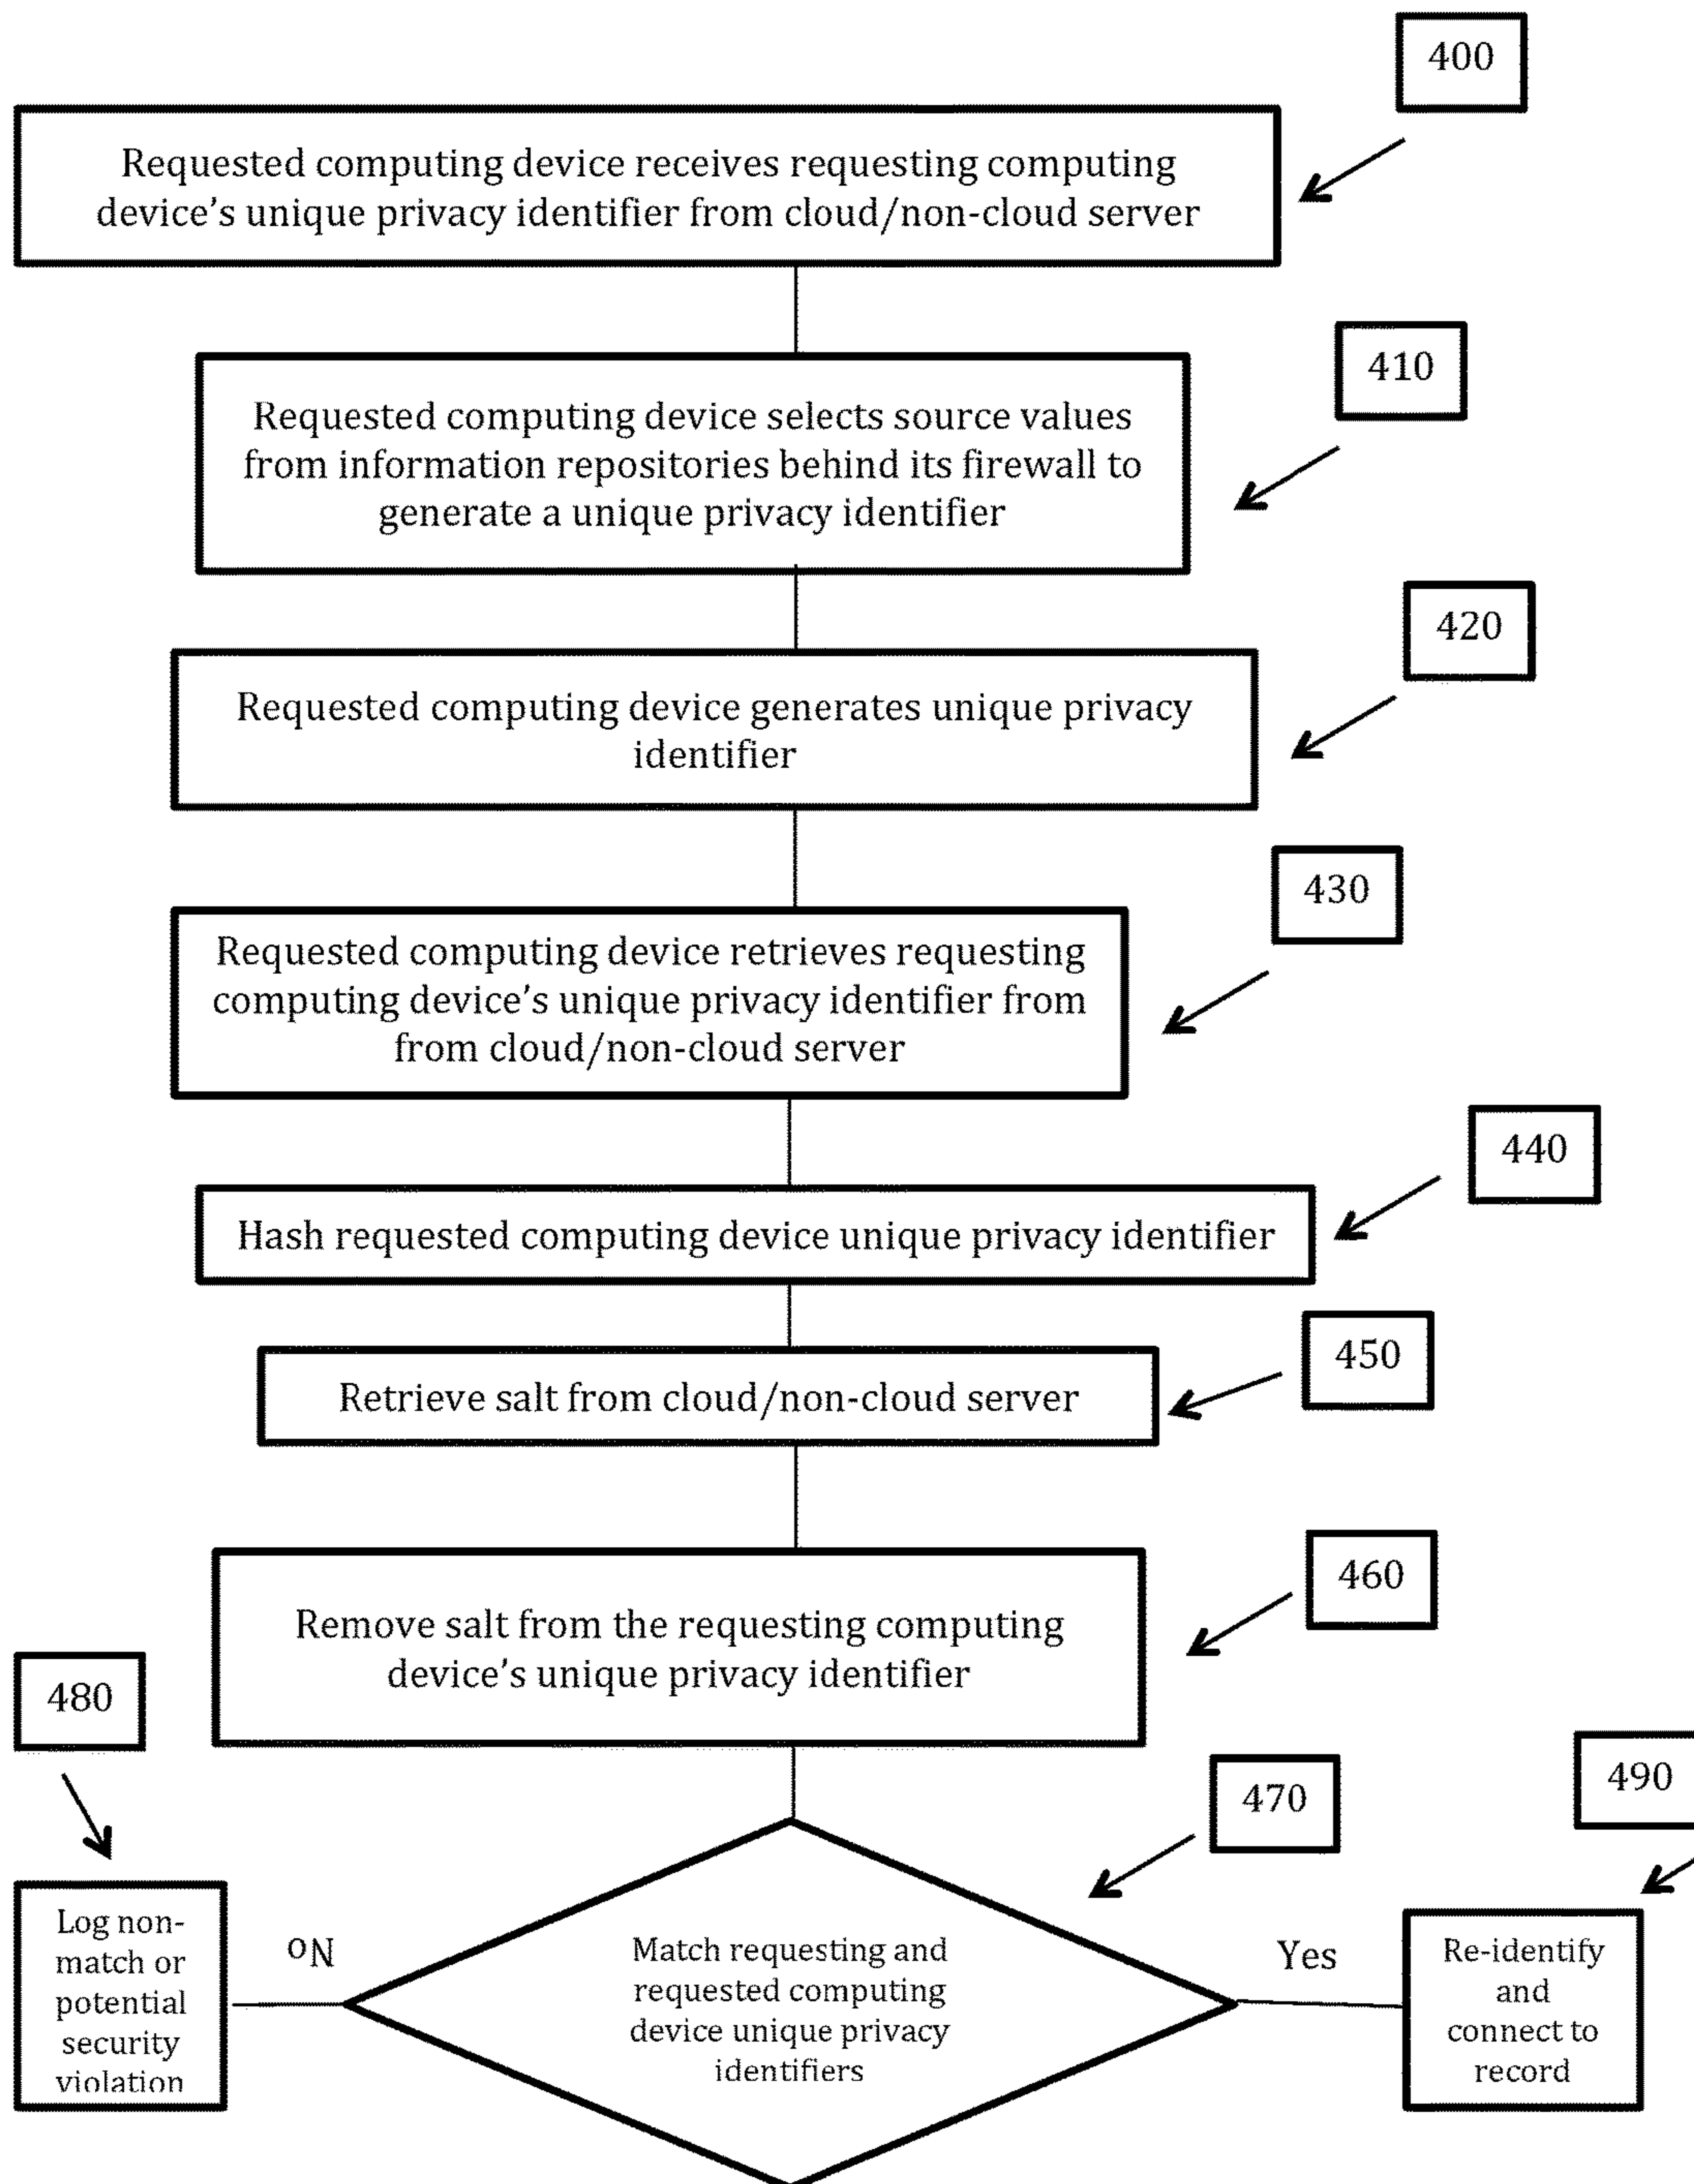 400
Requested computing device receives requesting computing
device's unique privacy identifier from cloud/non-cloud server
410
Requested computing device selects source values
from information repositories behind its firewall to
generate a unique privacy identifier
420
Requested computing device generates unique privacy
identifier
430
Requested computing device retrieves requesting
computing device's unique privacy identifier from
from cloud/non-cloud server
440
Hash requested computing device unique privacy identifier
450
Retrieve salt from cloud/non-cloud server
460
Remove salt from the requesting computing
device's unique privacy identifier
480
470
490
Log non-
match or
potential
security
violation
No
Match requesting and
requested computing
device unique privacy
identifiers
Yes
Re-identify
and
connect to
record